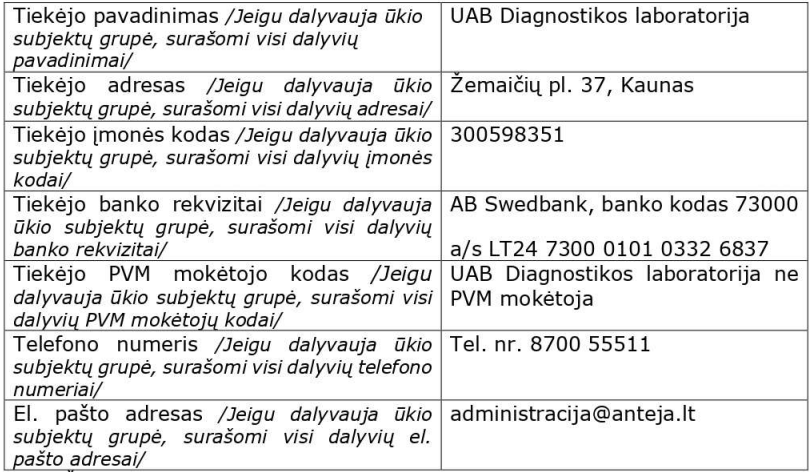 Tiekėjo pavadinimas /Jeigu dalyvauja ūkio
subjektų grupė, surašomi visi dalyvių
pavadinimai/
UAB Diagnostikos laboratorija
Tiekėjo adresas /Jeigu dalyvauja ūkio
subjektų grupė, surašomi visi dalyvių adresai/
Žemaičių pl. 37, Kaunas
Tiekėjo įmonės kodas /Jeigu dalyvauja ūkio
subjektų grupė, surašomi visi dalyvių įmonės
kodai/
300598351
Tiekėjo banko rekvizitai /Jeigu dalyvauja
ūkio subjektų grupė, surašomi visi dalyvių
banko rekvizitai/
AB Swedbank, banko kodas 73000
a/s LT24 7300 0101 0332 6837
Tiekėjo PVM mokėtojo kodas /Jeigu
dalyvauja ūkio subjektų grupė, surašomi visi
dalyvių PVM mokėtojų kodai/
UAB Diagnostikos laboratorija ne
PVM mokėtoja
Telefono numeris /Jeigu dalyvauja ūkio
subjektų grupė, surašomi visi dalyvių telefono
numeriai/
Tel. nr. 8700 55511
El. pašto adresas /Jeigu dalyvauja ūkio
subjektų grupė, surašomi visi dalyvių el.
pašto adresai/
administracija@anteja.lt